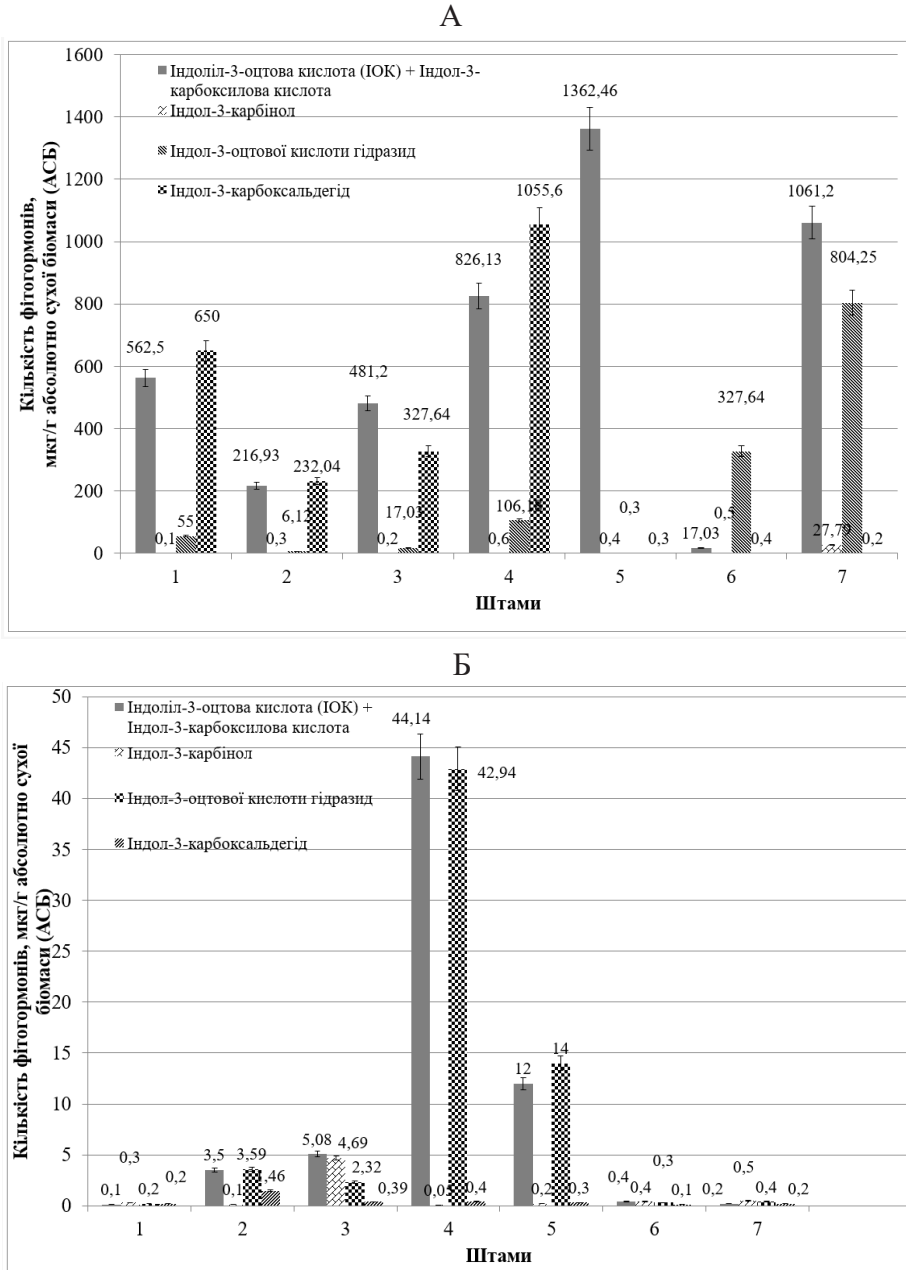 А
1600
1400
1200
1000
800
600
400
200
0
Кількість фітогормонів,
мкг/г абсолютно сухої біомаси (АСБ)
Індоліл-3-оцтова кислота (ІОК) + Індол-3-
карбоксилова кислота
Індол-3-карбінол
Індол-3-оцтової кислоти гідразид
Індол-3-карбоксальдегід
562,5 0,1 55 650
216,93 0,3 6,12 232,04
481,2 0,2 17,03 327,64
826,13 0,6 1055,6
1362,46 0,4 0,3 0,3
17,03 0,5 327,64 0,4
1061,2 27,79 804,25 0,2
1 2 3 4 5 6 7
Штами
Б
50
45
40
35
30
25
20
15
10
5
0
Кількість фітогормонів, мкг/г абсолютно сухої
біомаси (АСБ)
Індоліл-3-оцтова кислота (ІОК) +
Індол-3-карбоксилова кислота
Індол-3-карбінол
Індол-3-оцтової кислоти гідразид
Індол-3-карбоксальдегід
0,1 0,3 0,2 0,2
3,5 0,1 3,59
5,08 4,69 2,32 0,39
44,14 42,94 0,4
12 0,2 14 0,3
0,4 0,4 0,3 0,1
0,2 0,5 0,4 0,2
1 2 3 4 5 6 7
Штами